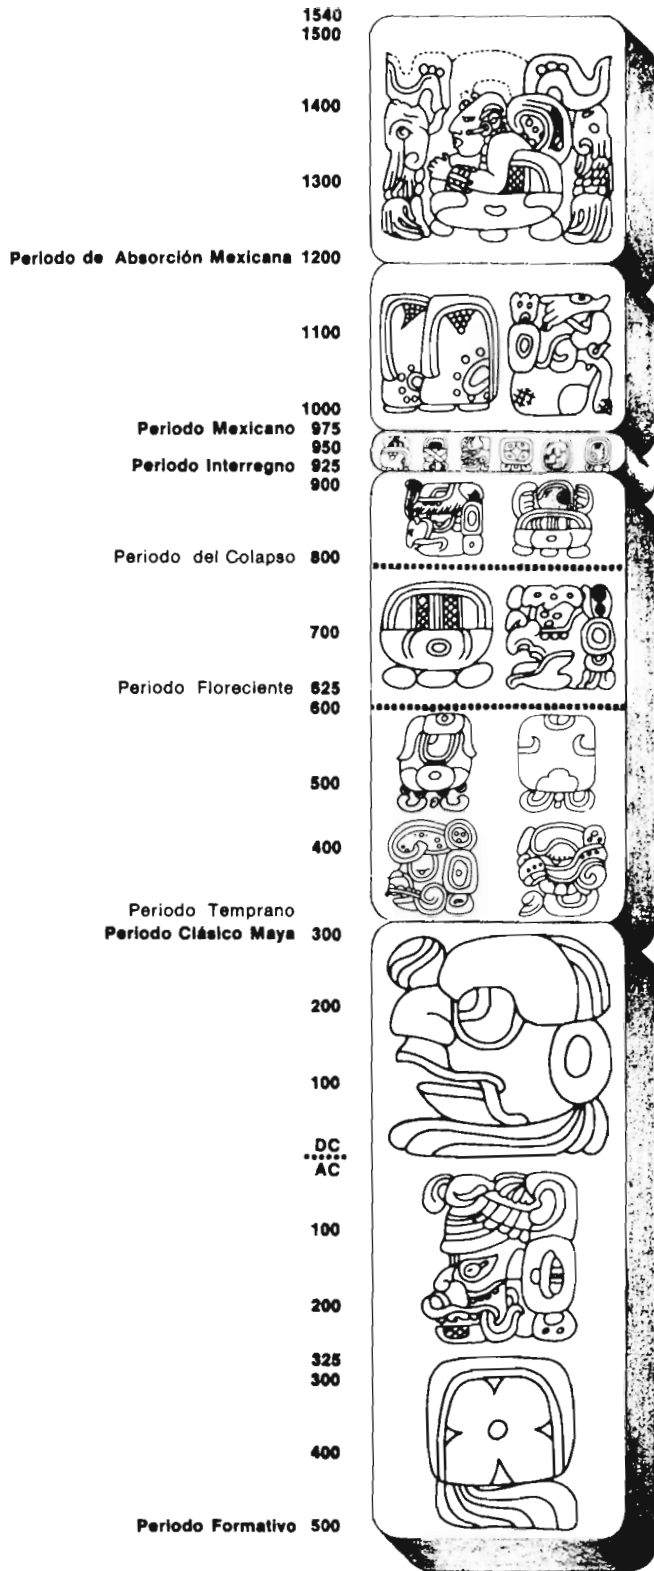 1540
1500
1400
1300
Periodo de Absorción Mexicana 1200
1100
1000
Periodo Mexicano 975
950
Periodo Interregno 925
900
Periodo del Colapso 800
700
Periodo Floreciente 625
600
500
400
Periodo Temprano
Periodo Clásico Maya 300
200
100
DC
AC
100
200
325
300
400
Periodo Formativo 500